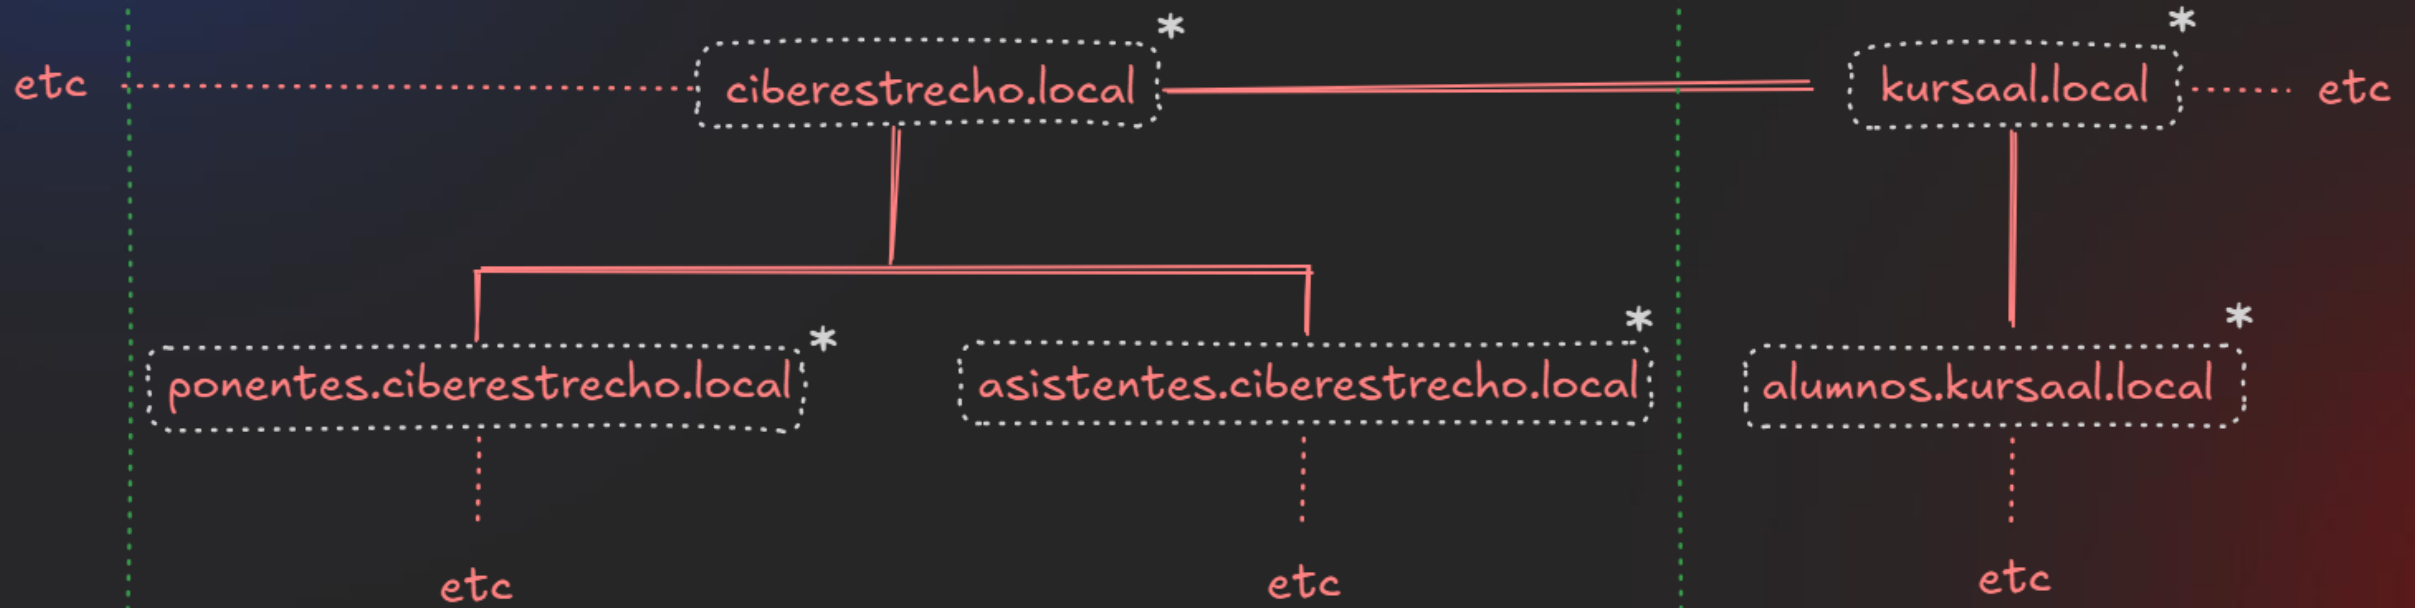 *
*
etc
ciberestrecho.local
kursaal.local
etc
*
*
*
ponentes.ciberestrecho.local
asistentes.ciberestrecho.local
alumnos.kursaal.local
etc
etc
etc